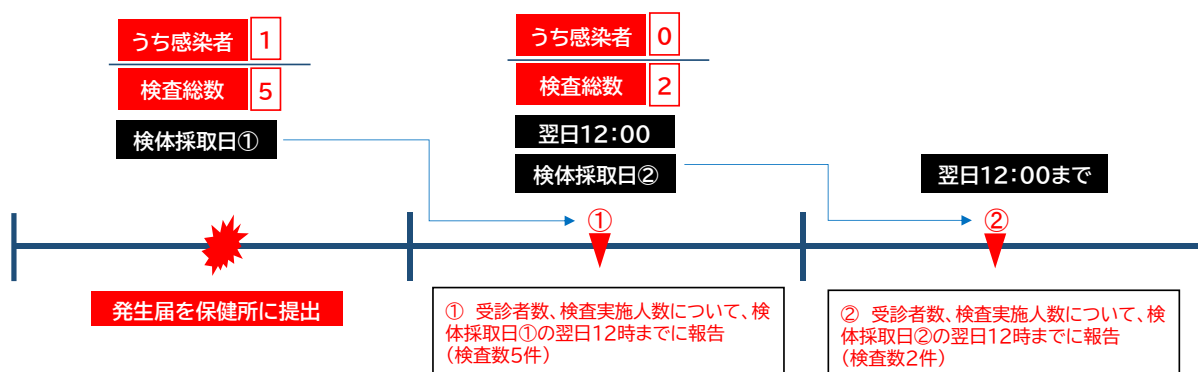 うち感染者 1
検査総数 5
検体採取日①
うち感染者 0
検査総数 2
翌日12:00
検体採取日②
翌日12:00まで
①
②
発生届を保健所に提出
① 受診者数、検査実施人数について、検
体採取日①の翌日12時までに報告
(検査数5件)
② 受診者数、検査実施人数について、検
体採取日②の翌日12時までに報告
(検査数2件)